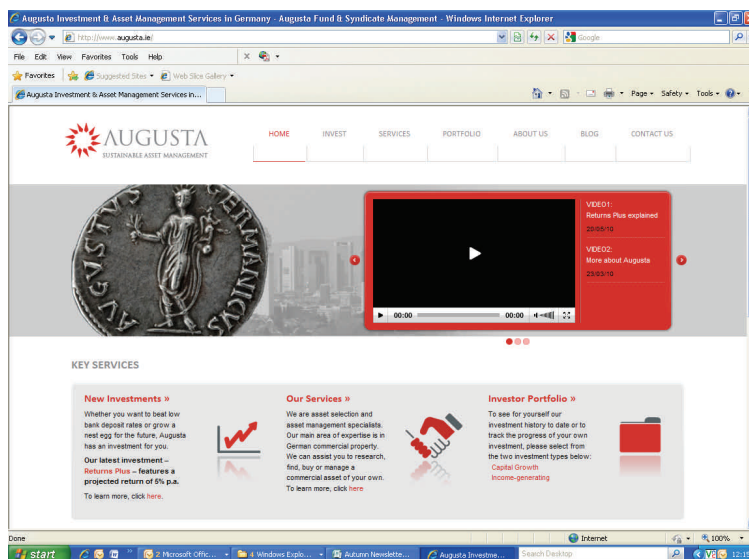 Augusta Investment & Asset Management Services in Germany - Augusta Fund & Syndicate Management - Windows Internet Explorer
http://www.augusta.ie/
Google
File Edit View Favorites Tools Help
Favorites Suggested Sites Web Slice Gallery
Augusta Investment & Asset Management Services in...
Page Safety Tools
AUGUSTA
SUSTAINABLE ASSET MANAGEMENT
HOME INVEST SERVICES PORTFOLIO ABOUT US BLOG CONTACT US
AVGVSTVS GERMANICVS
VIDEO1:
Returns Plus explained
20/05/10
VIDEO2:
More about Augusta
23/03/10
00:00 00:00
KEY SERVICES
New Investments »
Whether you want to beat low
bank deposit rates or grow a
nest egg for the future, Augusta
has an investment for you.
Our latest investment –
Returns Plus – features a
projected return of 5% p.a.
To learn more, click here.
Our Services »
We are asset selection and
asset management specialists.
Our main area of expertise is in
German commercial property.
We can assist you to research,
find, buy or manage a
commercial asset of your own.
To learn more, click here
Investor Portfolio »
To see for yourself our
investment history to date or to
track the progress of your own
investment, please select from
the two investment types below:
Capital Growth
Income-generating
Done
Internet
100%
start
2 Microsoft Offic...
4 Windows Explo...
Autumn Newslette...
Augusta Investme...
Search Desktop
12:15